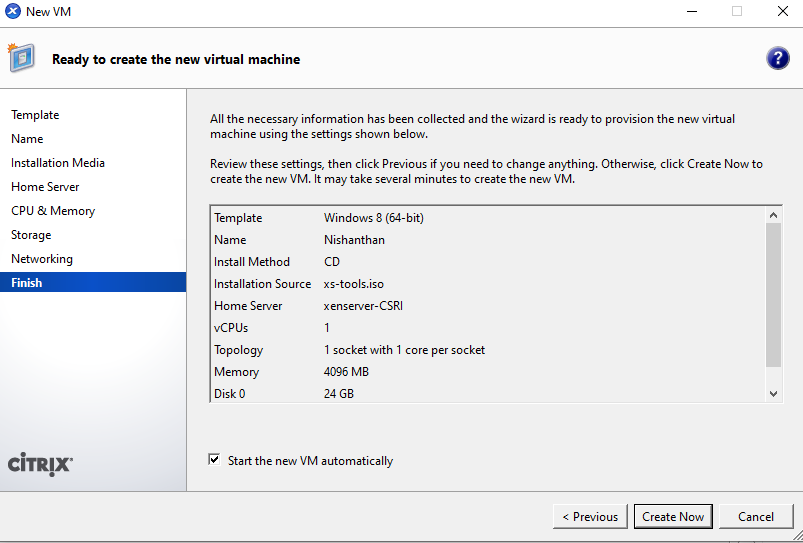 New VM
Ready to create the new virtual machine
?
Template
Name
Installation Media
Home Server
CPU & Memory
Storage
Networking
Finish
CITRIX
All the necessary information has been collected and the wizard is ready to provision the new virtual
machine using the settings shown below.
Review these settings, then click Previous if you need to change anything. Otherwise, click Create Now to
create the new VM. It may take several minutes to create the new VM.
Template Windows 8 (64-bit)
Name Nishanthan
Install Method CD
Installation Source xs-tools.iso
Home Server xenserver-CSRI
vCPUs 1
Topology 1 socket with 1 core per socket
Memory 4096 MB
Disk 0 24 GB
Start the new VM automatically
< Previous Create Now Cancel